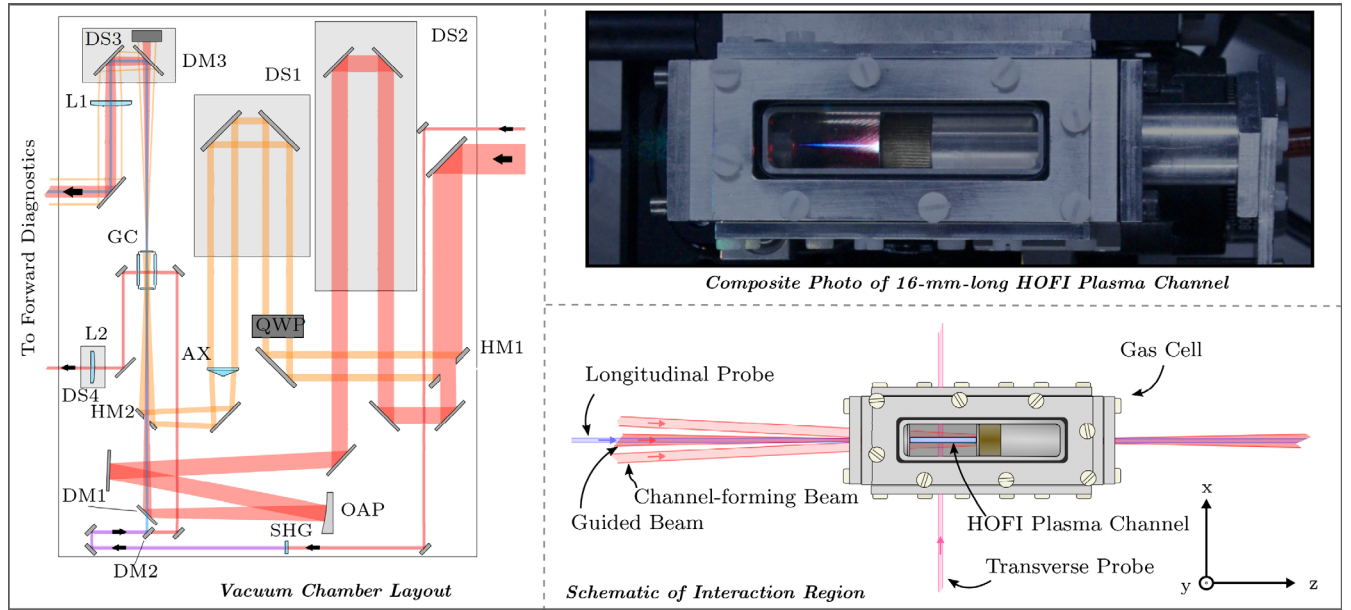 DS3
DM3
L1
DS2
DS1
To Forward Diagnostics
GC
QWP
L2
AX
HM1
DS4
HM2
DM1
OAP
SHG
DM2
Vacuum Chamber Layout
Composite Photo of 16-mm-long HOFI Plasma Channel
Gas Cell
Longitudinal Probe
Channel-forming Beam
Guided Beam
HOFI Plasma Channel
Transverse Probe
x
y
z
Schematic of Interaction Region